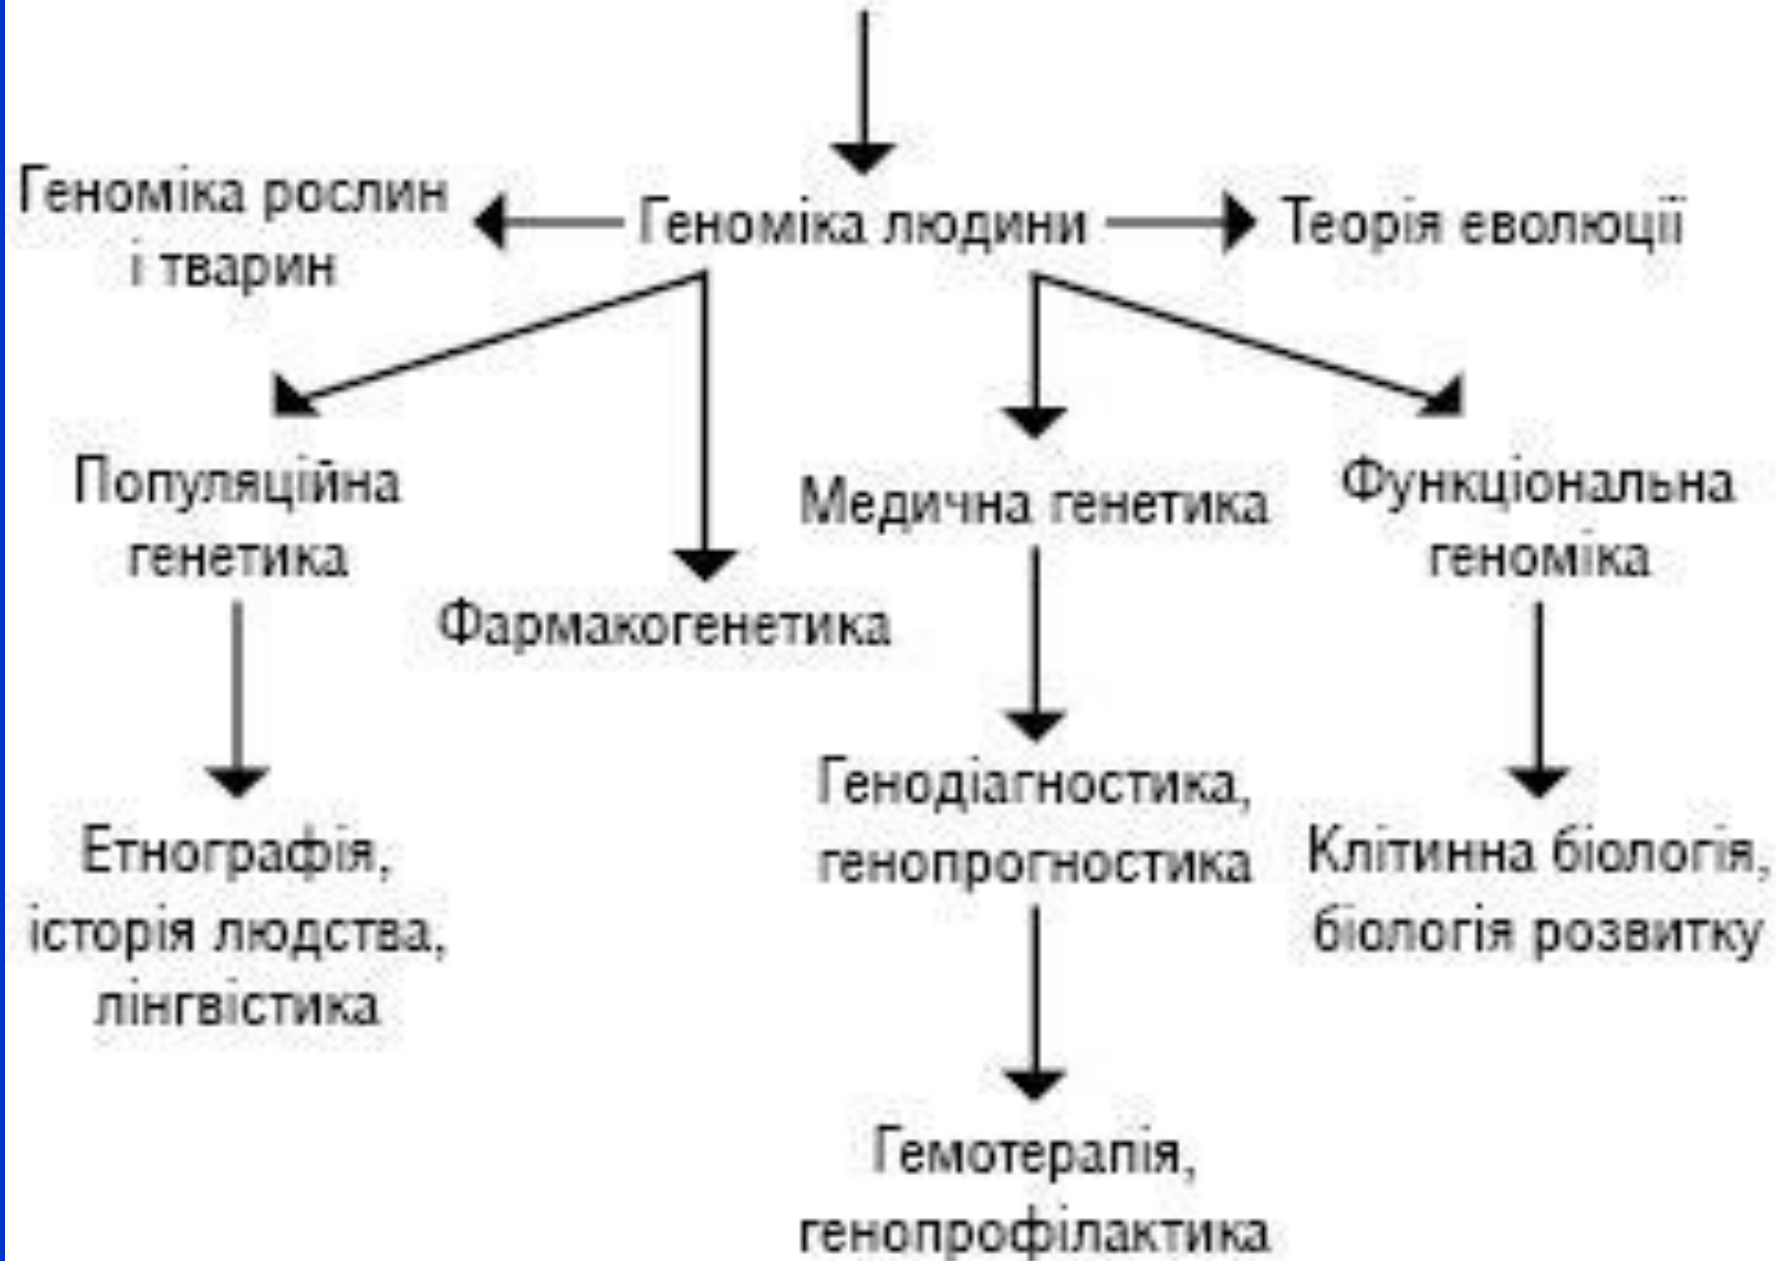 Геноміка рослин
і тварин
Геноміка людини
Теорія еволюції
Популяційна
генетика
Фармакогенетика
Медична генетика
Функціональна
геноміка
Етнографія,
історія людства,
лінгвістика
Генодіагностика,
генопрогностика
Клітинна біологія,
біологія розвитку
Гемотерапія,
генопрофілактика